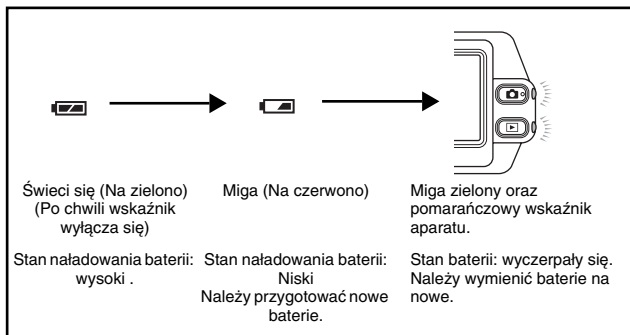 Świeci się (Na zielono)
(Po chwili wskaźnik
wyłącza się)
Stan naładowania baterii:
wysoki .
Miga (Na czerwono)
Stan naładowania baterii:
Niski
Należy przygotować nowe
baterie.
Miga zielony oraz
pomarańczowy wskaźnik
aparatu.
Stan baterii: wyczerpały się.
Należy wymienić baterie na
nowe.